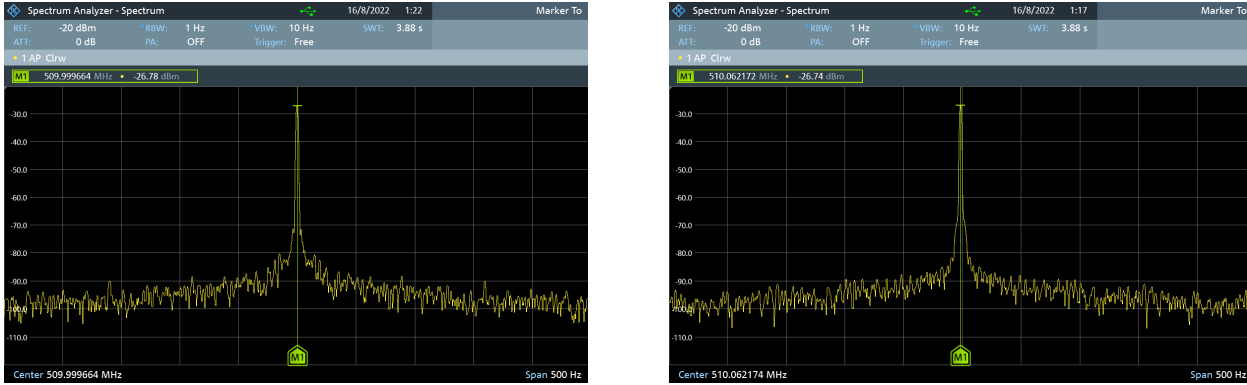 Spectrum Analyzer - Spectrum 16/8/2022 1:22 Marker To
REF: -20 dBm RBW: 1 Hz VBW: 10 Hz SWT: 3.88 s
ATT: 0 dB PA: OFF Trigger: Free
1 AP Clrw
M1 509.999664 MHz -26.78 dBm
-30.0
-40.0
-50.0
-60.0
-70.0
-80.0
-90.0
-100.0
-110.0
M1
Center 509.999664 MHz Span 500 Hz
Spectrum Analyzer - Spectrum 16/8/2022 1:17 Marker To
REF: -20 dBm RBW: 1 Hz VBW: 10 Hz SWT: 3.88 s
ATT: 0 dB PA: OFF Trigger: Free
1 AP Clrw
M1 510.062172 MHz -26.74 dBm
-30.0
-40.0
-50.0
-60.0
-70.0
-80.0
-90.0
-100.0
-110.0
M1
Center 510.062174 MHz Span 500 Hz